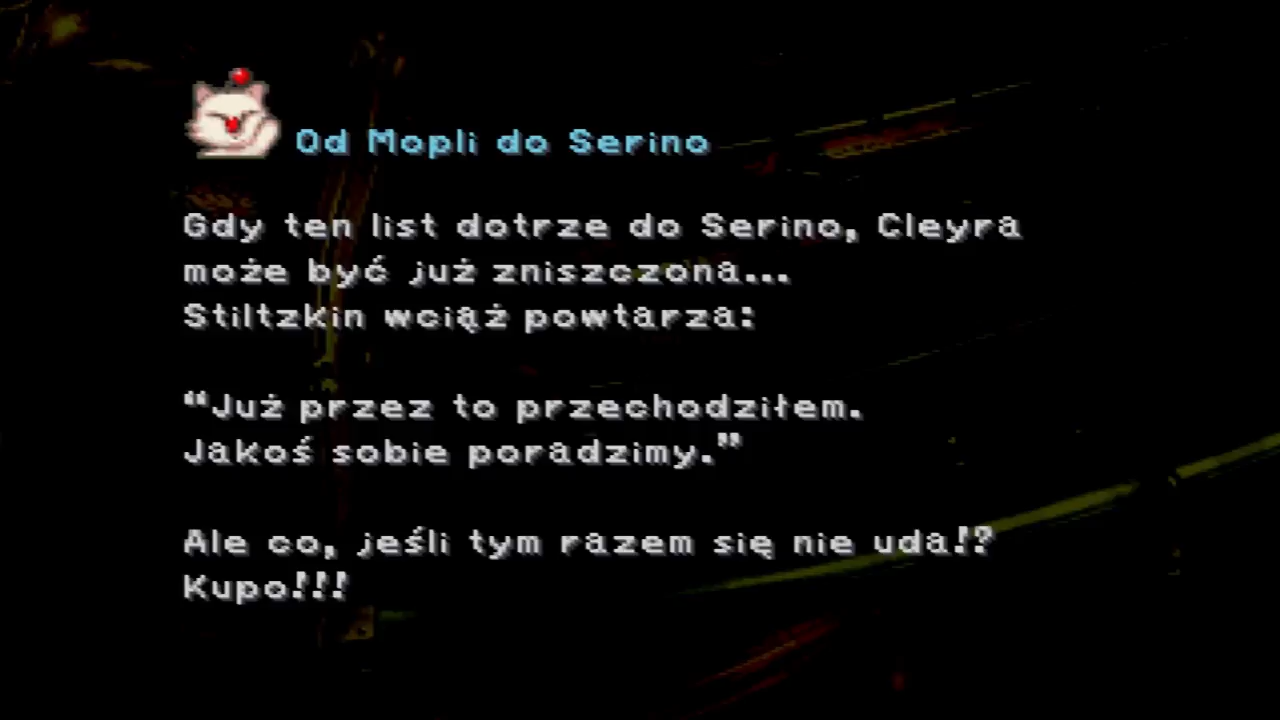 Od Mopli do Serino
Gdy ten list dotrze do Serino, Cleyra
może być już zniszczona...
Stiltzkin wciąż powtarza:
“Już przez to przechodziłem.
Jakoś sobie poradzimy.”
Ale co, jeśli tym razem się nie uda!?
Kupo!!!